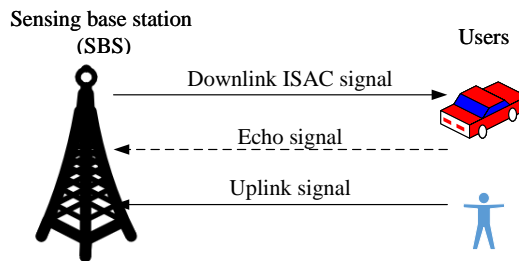 Sensing base station
(SBS)
Users
Downlink ISAC signal
Echo signal
Uplink signal